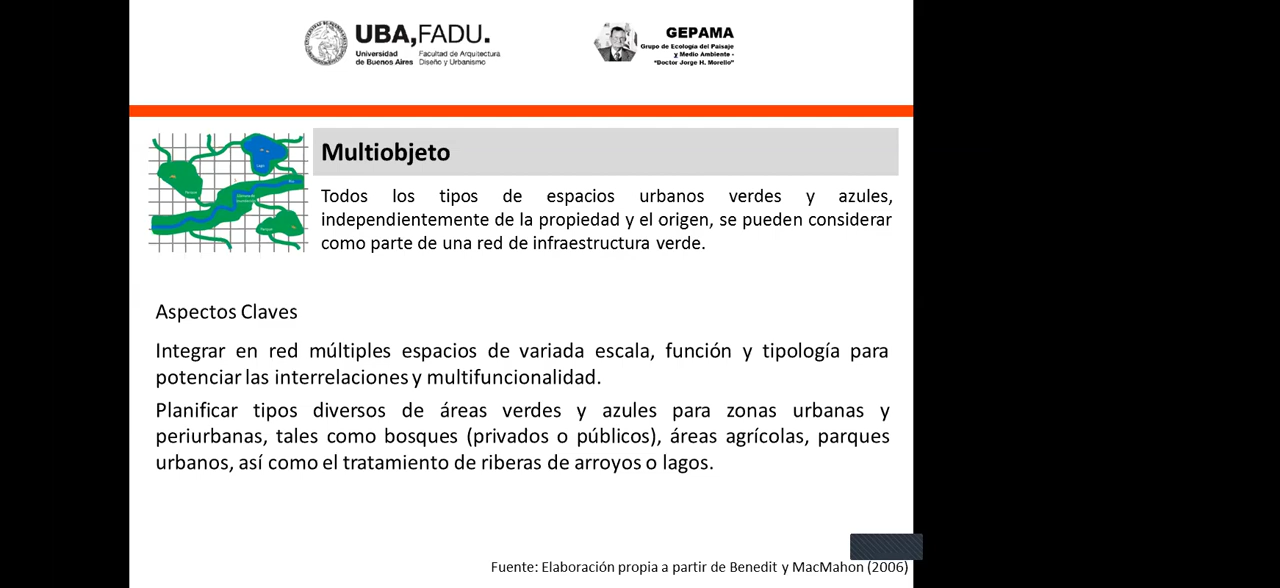 UBA,FADU.
Universidad
de Buenos Aires
Facultad de Arquitectura
Diseño y Urbanismo
GEPAMA
Grupo de Ecología del Paisaje
y Medio Ambiente -
"Doctor Jorge H. Morello"
Multiobjeto
Todos los tipos de espacios urbanos verdes y azules,
independientemente de la propiedad y el origen, se pueden considerar
como parte de una red de infraestructura verde.
Aspectos Claves
Integrar en red múltiples espacios de variada escala, función y tipología para
potenciar las interrelaciones y multifuncionalidad.
Planificar tipos diversos de áreas verdes y azules para zonas urbanas y
periurbanas, tales como bosques (privados o públicos), áreas agrícolas, parques
urbanos, así como el tratamiento de riberas de arroyos o lagos.
Fuente: Elaboración propia a partir de Benedit y MacMahon (2006)